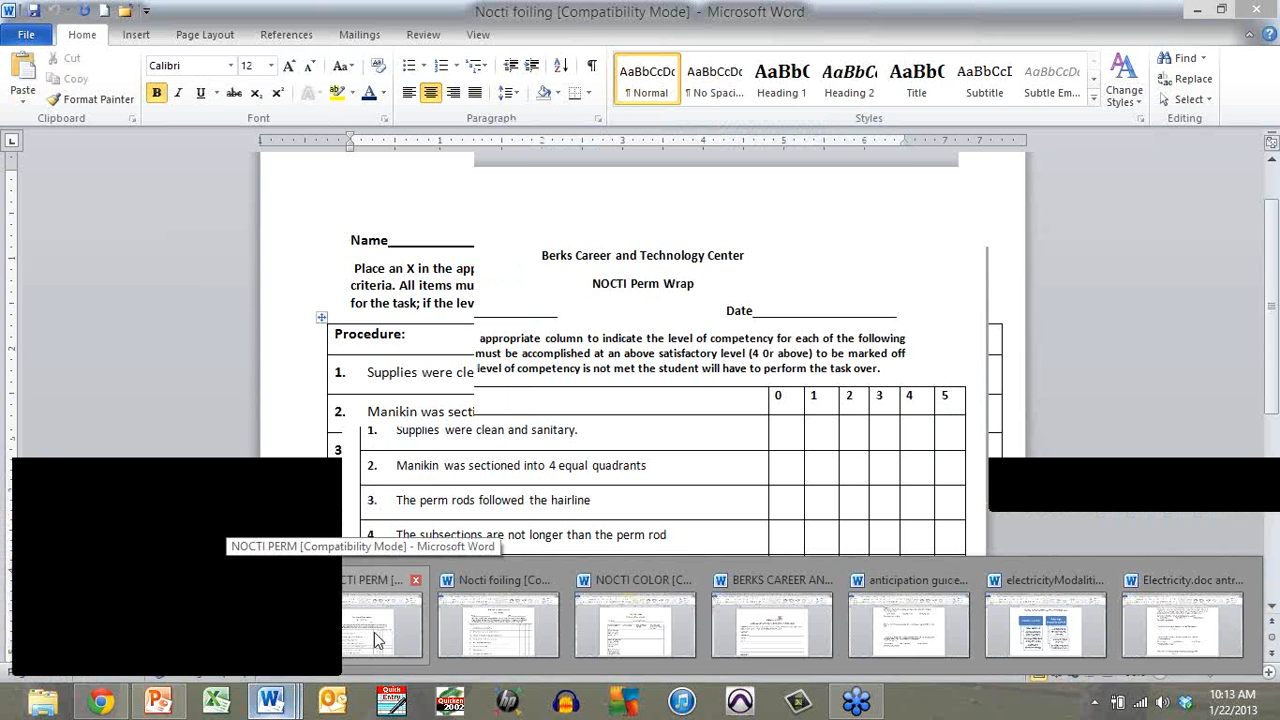 Nocti foiling [Compatibility Mode] - Microsoft Word
File Home Insert Page Layout References Mailings Review View
Paste
Cut
Copy
Format Painter
Clipboard
Calibri 12
Font
Paragraph
AaBbCcDc AaBbCcDc AaBbC AaBbCc AaBbC AaBbCcDc AaBbCcDc
¶ Normal ¶ No Spaci... Heading 1 Heading 2 Title Subtitle Subtle Em...
Change Styles
Styles
Find
Replace
Select
Editing
Berks Career and Technology Center
NOCTI Perm Wrap
Name
Date
Place an X in the app
criteria. All items mu
for the task; if the lev
appropriate column to indicate the level of competency for each of the following
must be accomplished at an above satisfactory level (4 0r above) to be marked off
level of competency is not met the student will have to perform the task over.
Procedure:
0 1 2 3 4 5
1. Supplies were cle
2. Manikin was secti
3
1. Supplies were clean and sanitary.
2. Manikin was sectioned into 4 equal quadrants
3. The perm rods followed the hairline
4. The subsections are not longer than the perm rod
NOCTI PERM [Compatibility Mode] - Microsoft Word
CTI PERM [... Nocti foiling [Co... NOCTI COLOR [C... BERKS CAREER AN... anticipation guice... electricityModaliti... Electricity.doc antr...
Quick Entry
Quicken 2002
10:13 AM
1/22/2013